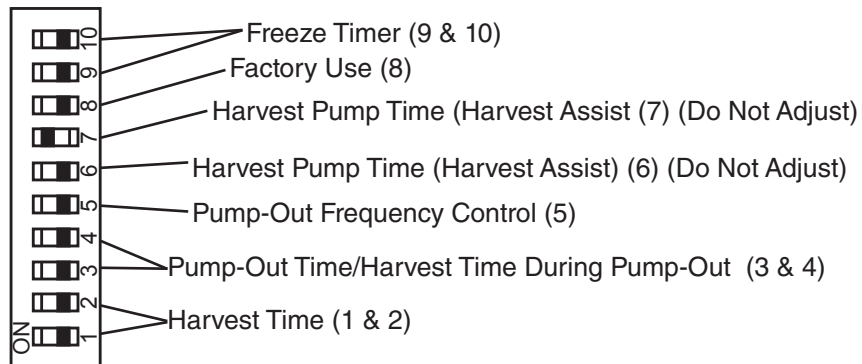 10
Freeze Timer (9 & 10)
9
Factory Use (8)
8
Harvest Pump Time (Harvest Assist (7) (Do Not Adjust)
7
Harvest Pump Time (Harvest Assist) (6) (Do Not Adjust)
6
Pump-Out Frequency Control (5)
5
4
Pump-Out Time/Harvest Time During Pump-Out (3 & 4)
3
2
Harvest Time (1 & 2)
1
ON